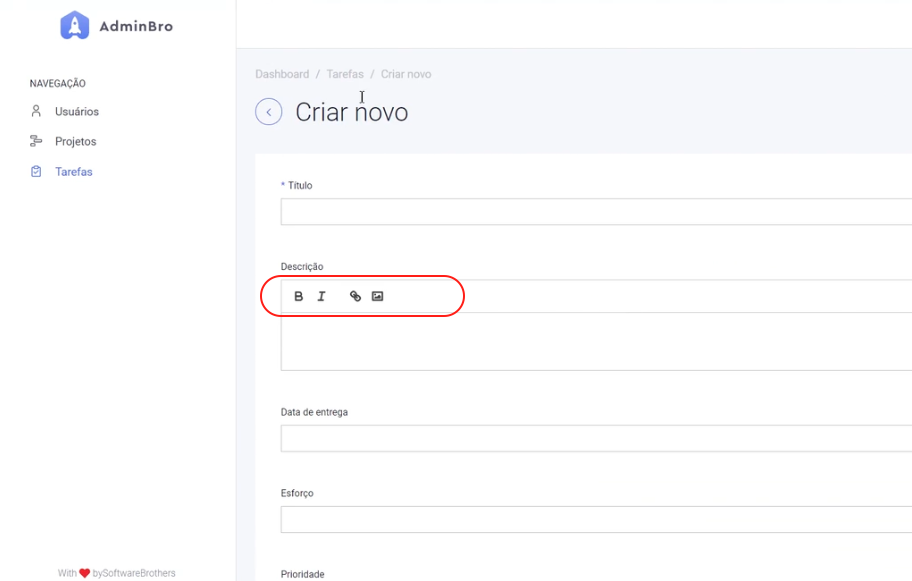 AdminBro
NAVEGAÇÃO
Usuários
Projetos
Tarefas
With ❤ bySoftwareBrothers
Dashboard / Tarefas / Criar novo
Criar novo
* Título
Descrição
B I
Data de entrega
Esforço
Prioridade